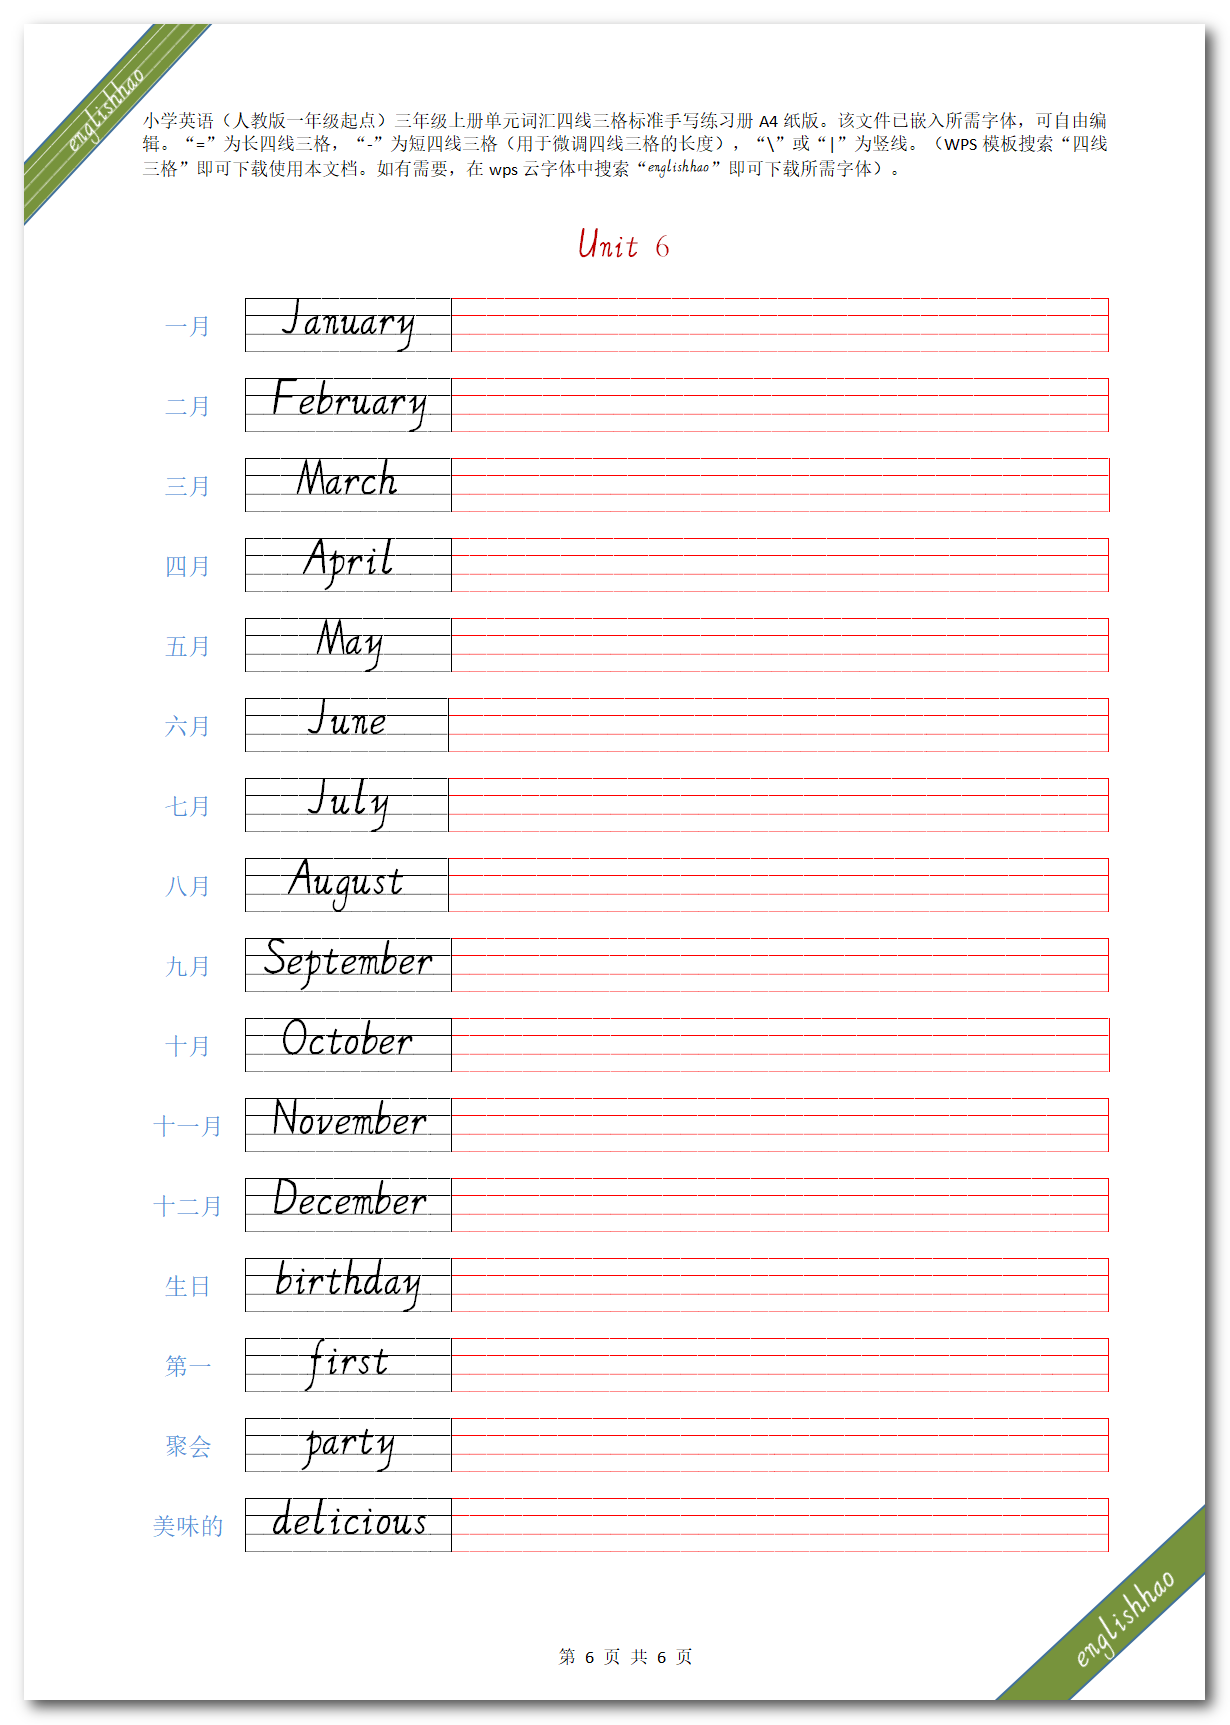 englishhao
小学英语（人教版一年级起点）三年级上册单元词汇四线三格标准手写练习册 A4 纸版。该文件已嵌入所需字体，可自由编
辑。“=”为长四线三格，“-”为短四线三格（用于微调四线三格的长度），“\”或“|”为竖线。（WPS 模板搜索“四线
三格”即可下载使用本文档。如有需要，在 wps 云字体中搜索“englishhao”即可下载所需字体）。
Unit 6
一月 January
二月 February
三月 March
四月 April
五月 May
六月 June
七月 July
八月 August
九月 September
十月 October
十一月 November
十二月 December
生日 birthday
第一 first
聚会 party
美味的 delicious
englishhao
第 6 页 共 6 页